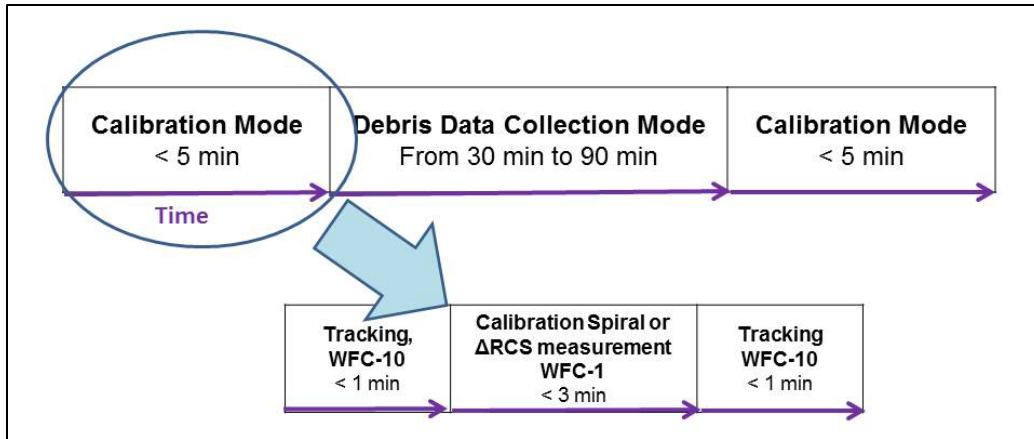 Calibration Mode
< 5 min
Debris Data Collection Mode
From 30 min to 90 min
Calibration Mode
< 5 min
Time
Tracking,
WFC-10
< 1 min
Calibration Spiral or
ΔRCS measurement
WFC-1
< 3 min
Tracking
WFC-10
< 1 min